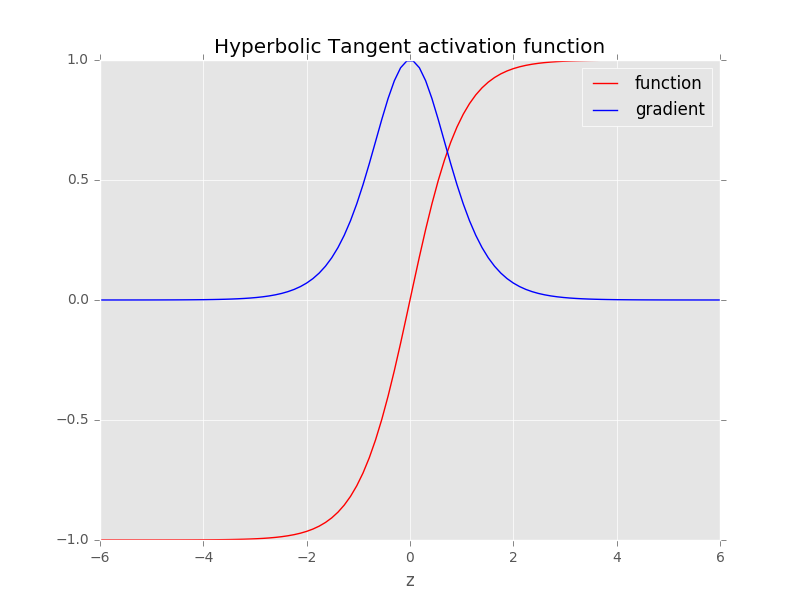 Hyperbolic Tangent activation function
1.0
function
gradient
0.5
0.0
−0.5
−1.0
−6 −4 −2 0 2 4 6
z